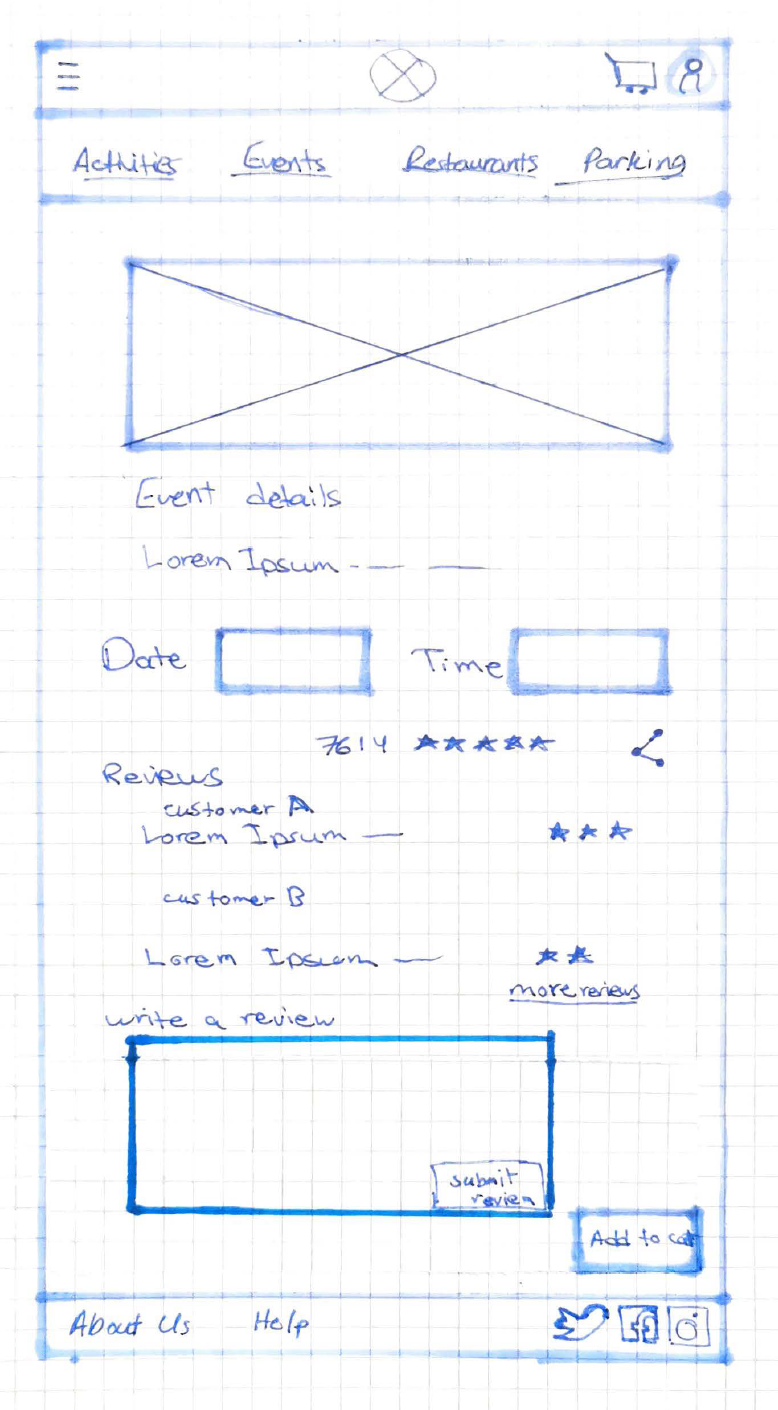 Activities Events Restaurants Parking
Event details
Lorem Ipsum - — —
Date Time
7614 ★★★★★
Reviews
customer A
Lorem Ipsum — ★★★
customer B
Lorem Ipsum — ★★
more reviews
write a review
submit
review
Add to cat
About Us Help